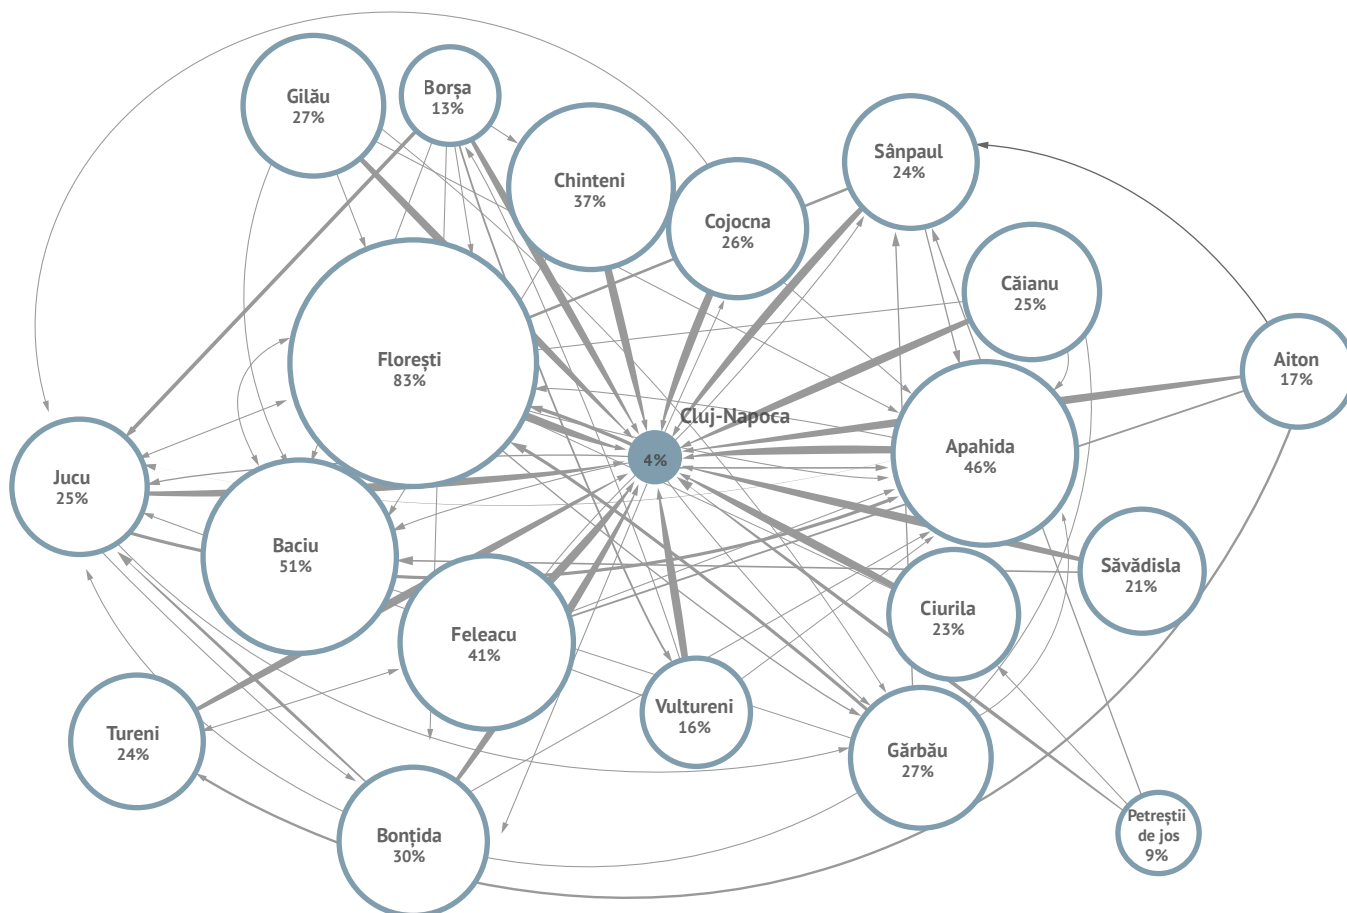 Gilău
27%
Borșa
13%
Chinteni
37%
Cojocna
26%
Sânpaul
24%
Căianu
25%
Aiton
17%
Florești
83%
Cluj-Napoca
4%
Apahida
46%
Jucu
25%
Baciu
51%
Săvădisla
21%
Ciurila
23%
Feleacu
41%
Vultureni
16%
Tureni
24%
Gărbău
27%
Bonțida
30%
Petreștii
de jos
9%